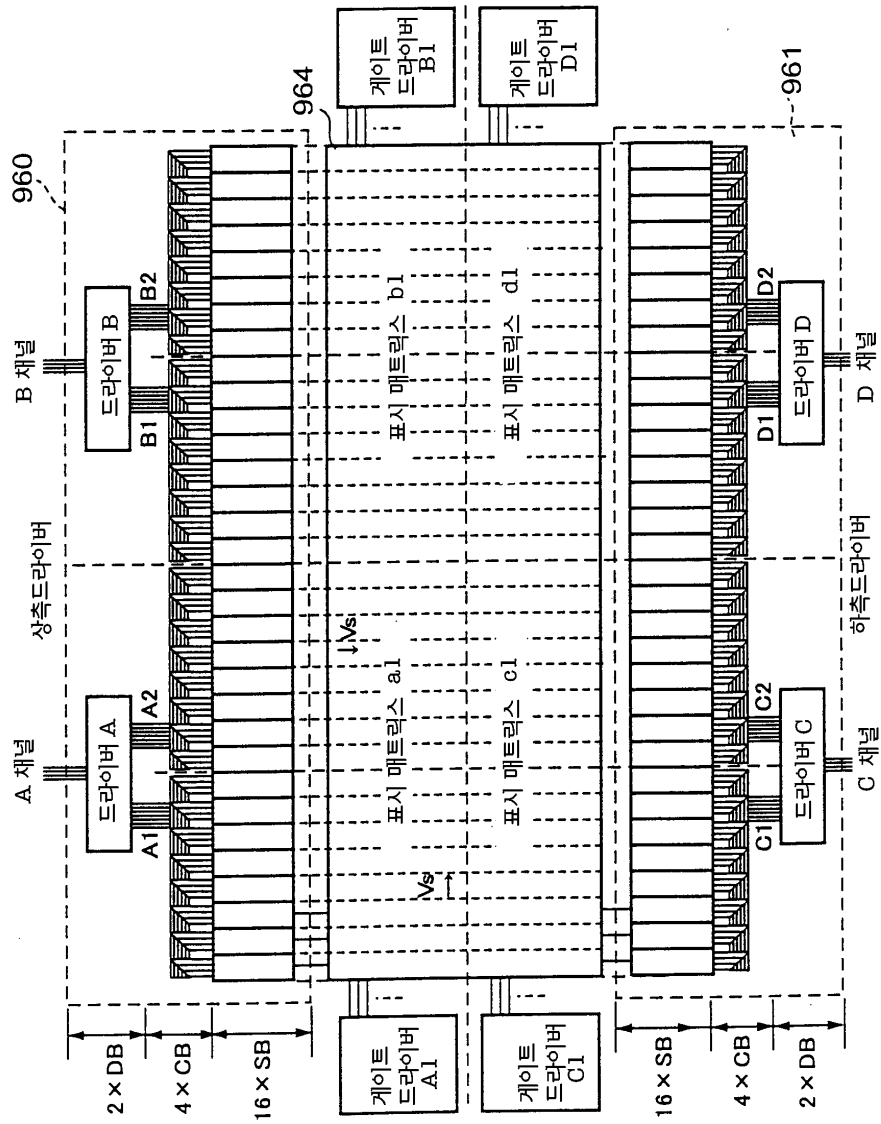 A 채널
상측드라이버
B 채널
960
2×DB
드라이버 A
드라이버 B
A1
A2
B1
B2
4×CB
16×SB
964
게이트
드라이버
A1
Vs
표시 매트릭스 a1
표시 매트릭스 b1
게이트
드라이버
B1
Vs
게이트
드라이버
C1
표시 매트릭스 c1
표시 매트릭스 d1
게이트
드라이버
D1
16×SB
4×CB
C1
C2
D1
D2
2×DB
드라이버 C
드라이버 D
961
C 채널
하측드라이버
D 채널